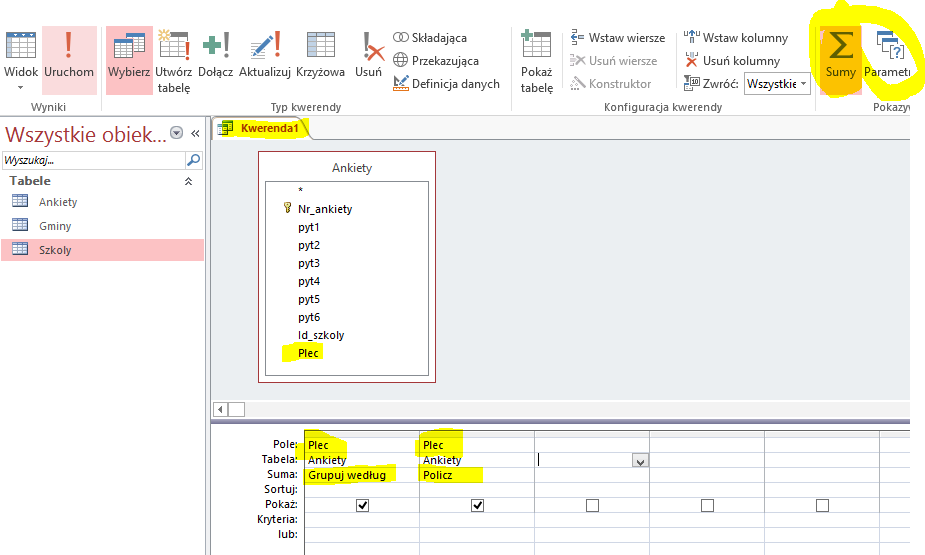 Widok
Uruchom
Wyniki
Wybierz
Utwórz
tabelę
Dołącz
Aktualizuj
Krzyżowa
Usuń
Składająca
Przekazująca
Definicja danych
Typ kwerendy
Pokaż
tabelę
Wstaw wiersze
Usuń wiersze
Konstruktor
Wstaw kolumny
Usuń kolumny
Zwróć: Wszystkie
Konfiguracja kwerendy
Sumy
Parametr
Pokazy
Wszystkie obiek... «
Wyszukaj...
Tabele
Ankiety
Gminy
Szkoly
Kwerenda1
Ankiety
*
Nr_ankiety
pyt1
pyt2
pyt3
pyt4
pyt5
pyt6
Id_szkoly
Plec
Pole: Plec Plec
Tabela: Ankiety Ankiety
Suma: Grupuj według Policz
Sortuj:
Pokaż:
Kryteria:
lub: